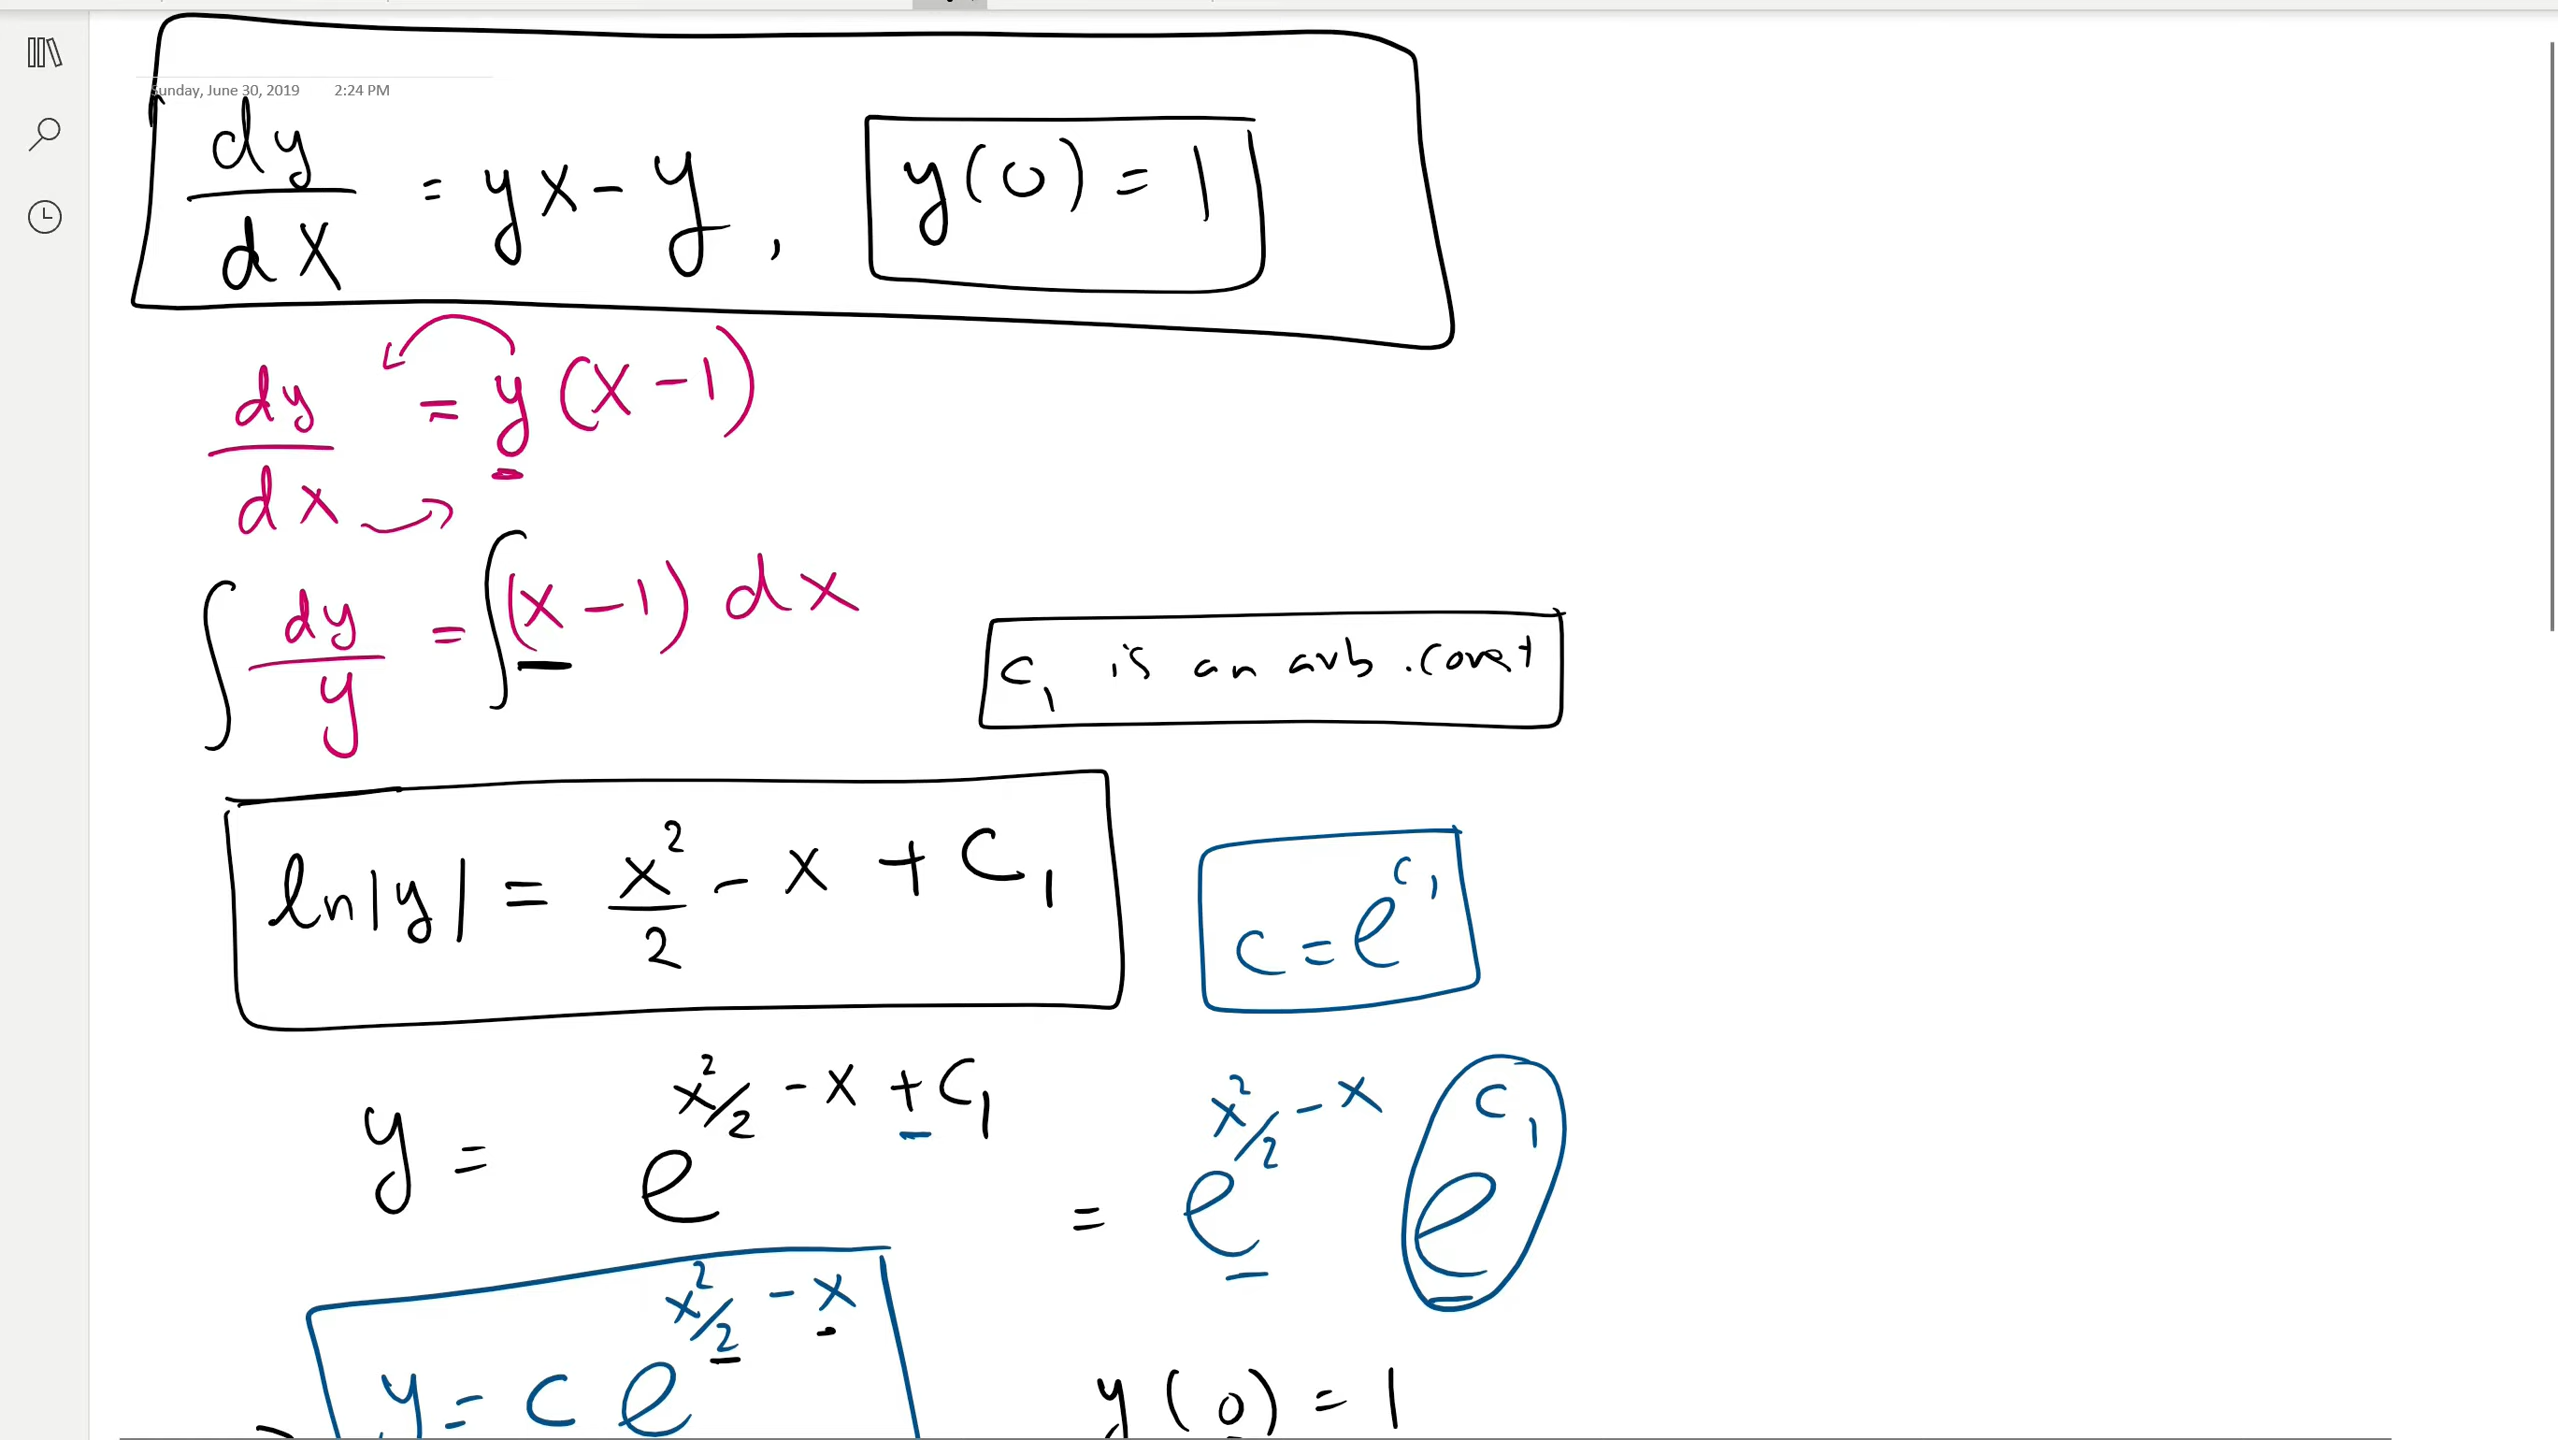 Sunday, June 30, 2019 2:24 PM
dy/dx = yx - y, y(0) = 1
dy/dx = y(x-1)
∫ dy/y = ∫(x-1) dx
C₁ is an arb. const
ln|y| = x²/2 - x + C₁
C = e^C₁
y = e^(x²/2 - x + C₁) = e^(x²/2 - x) e^C₁
y = C e^(x²/2 - x)
y(0) = 1